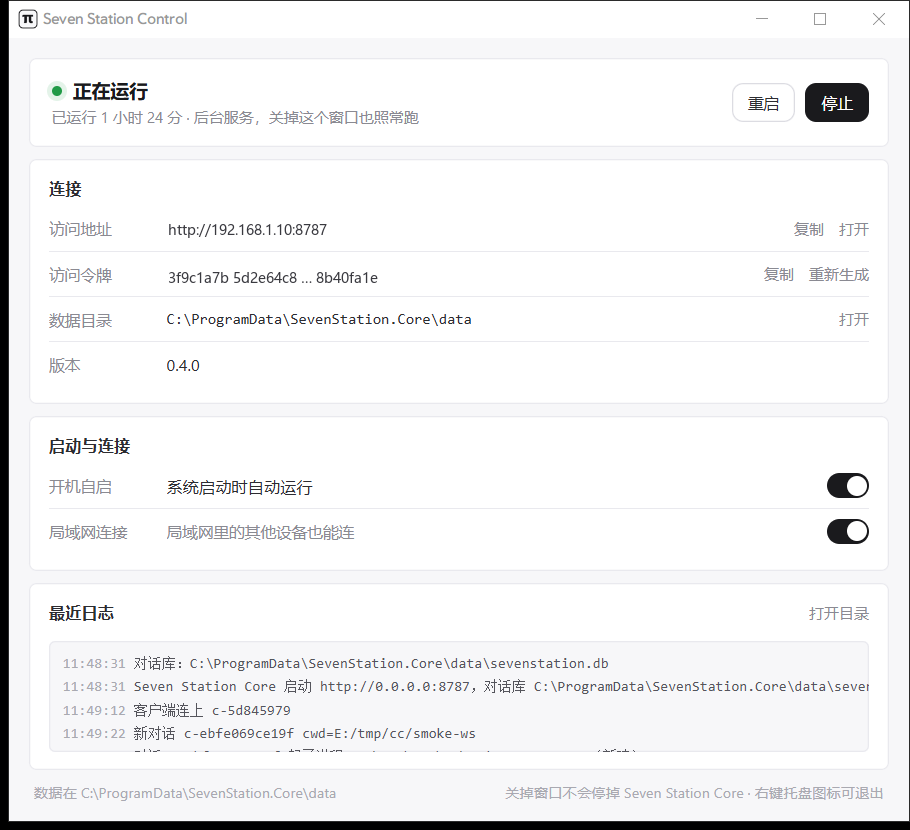 π Seven Station Control
正在运行
已运行 1 小时 24 分 · 后台服务，关掉这个窗口也照常跑
重启 停止
连接
访问地址 http://192.168.1.10:8787 复制 打开
访问令牌 3f9c1a7b 5d2e64c8 ... 8b40fa1e 复制 重新生成
数据目录 C:\ProgramData\SevenStation.Core\data 打开
版本 0.4.0
启动与连接
开机自启 系统启动时自动运行
局域网连接 局域网里的其他设备也能连
最近日志 打开目录
11:48:31 对话库：C:\ProgramData\SevenStation.Core\data\sevenstation.db
11:48:31 Seven Station Core 启动 http://0.0.0.0:8787，对话库 C:\ProgramData\SevenStation.Core\data\seven
11:49:12 客户端连上 c-5d845979
11:49:22 新对话 c-ebfe069ce19f cwd=E:/tmp/cc/smoke-ws
数据在 C:\ProgramData\SevenStation.Core\data 关掉窗口不会停掉 Seven Station Core · 右键托盘图标可退出